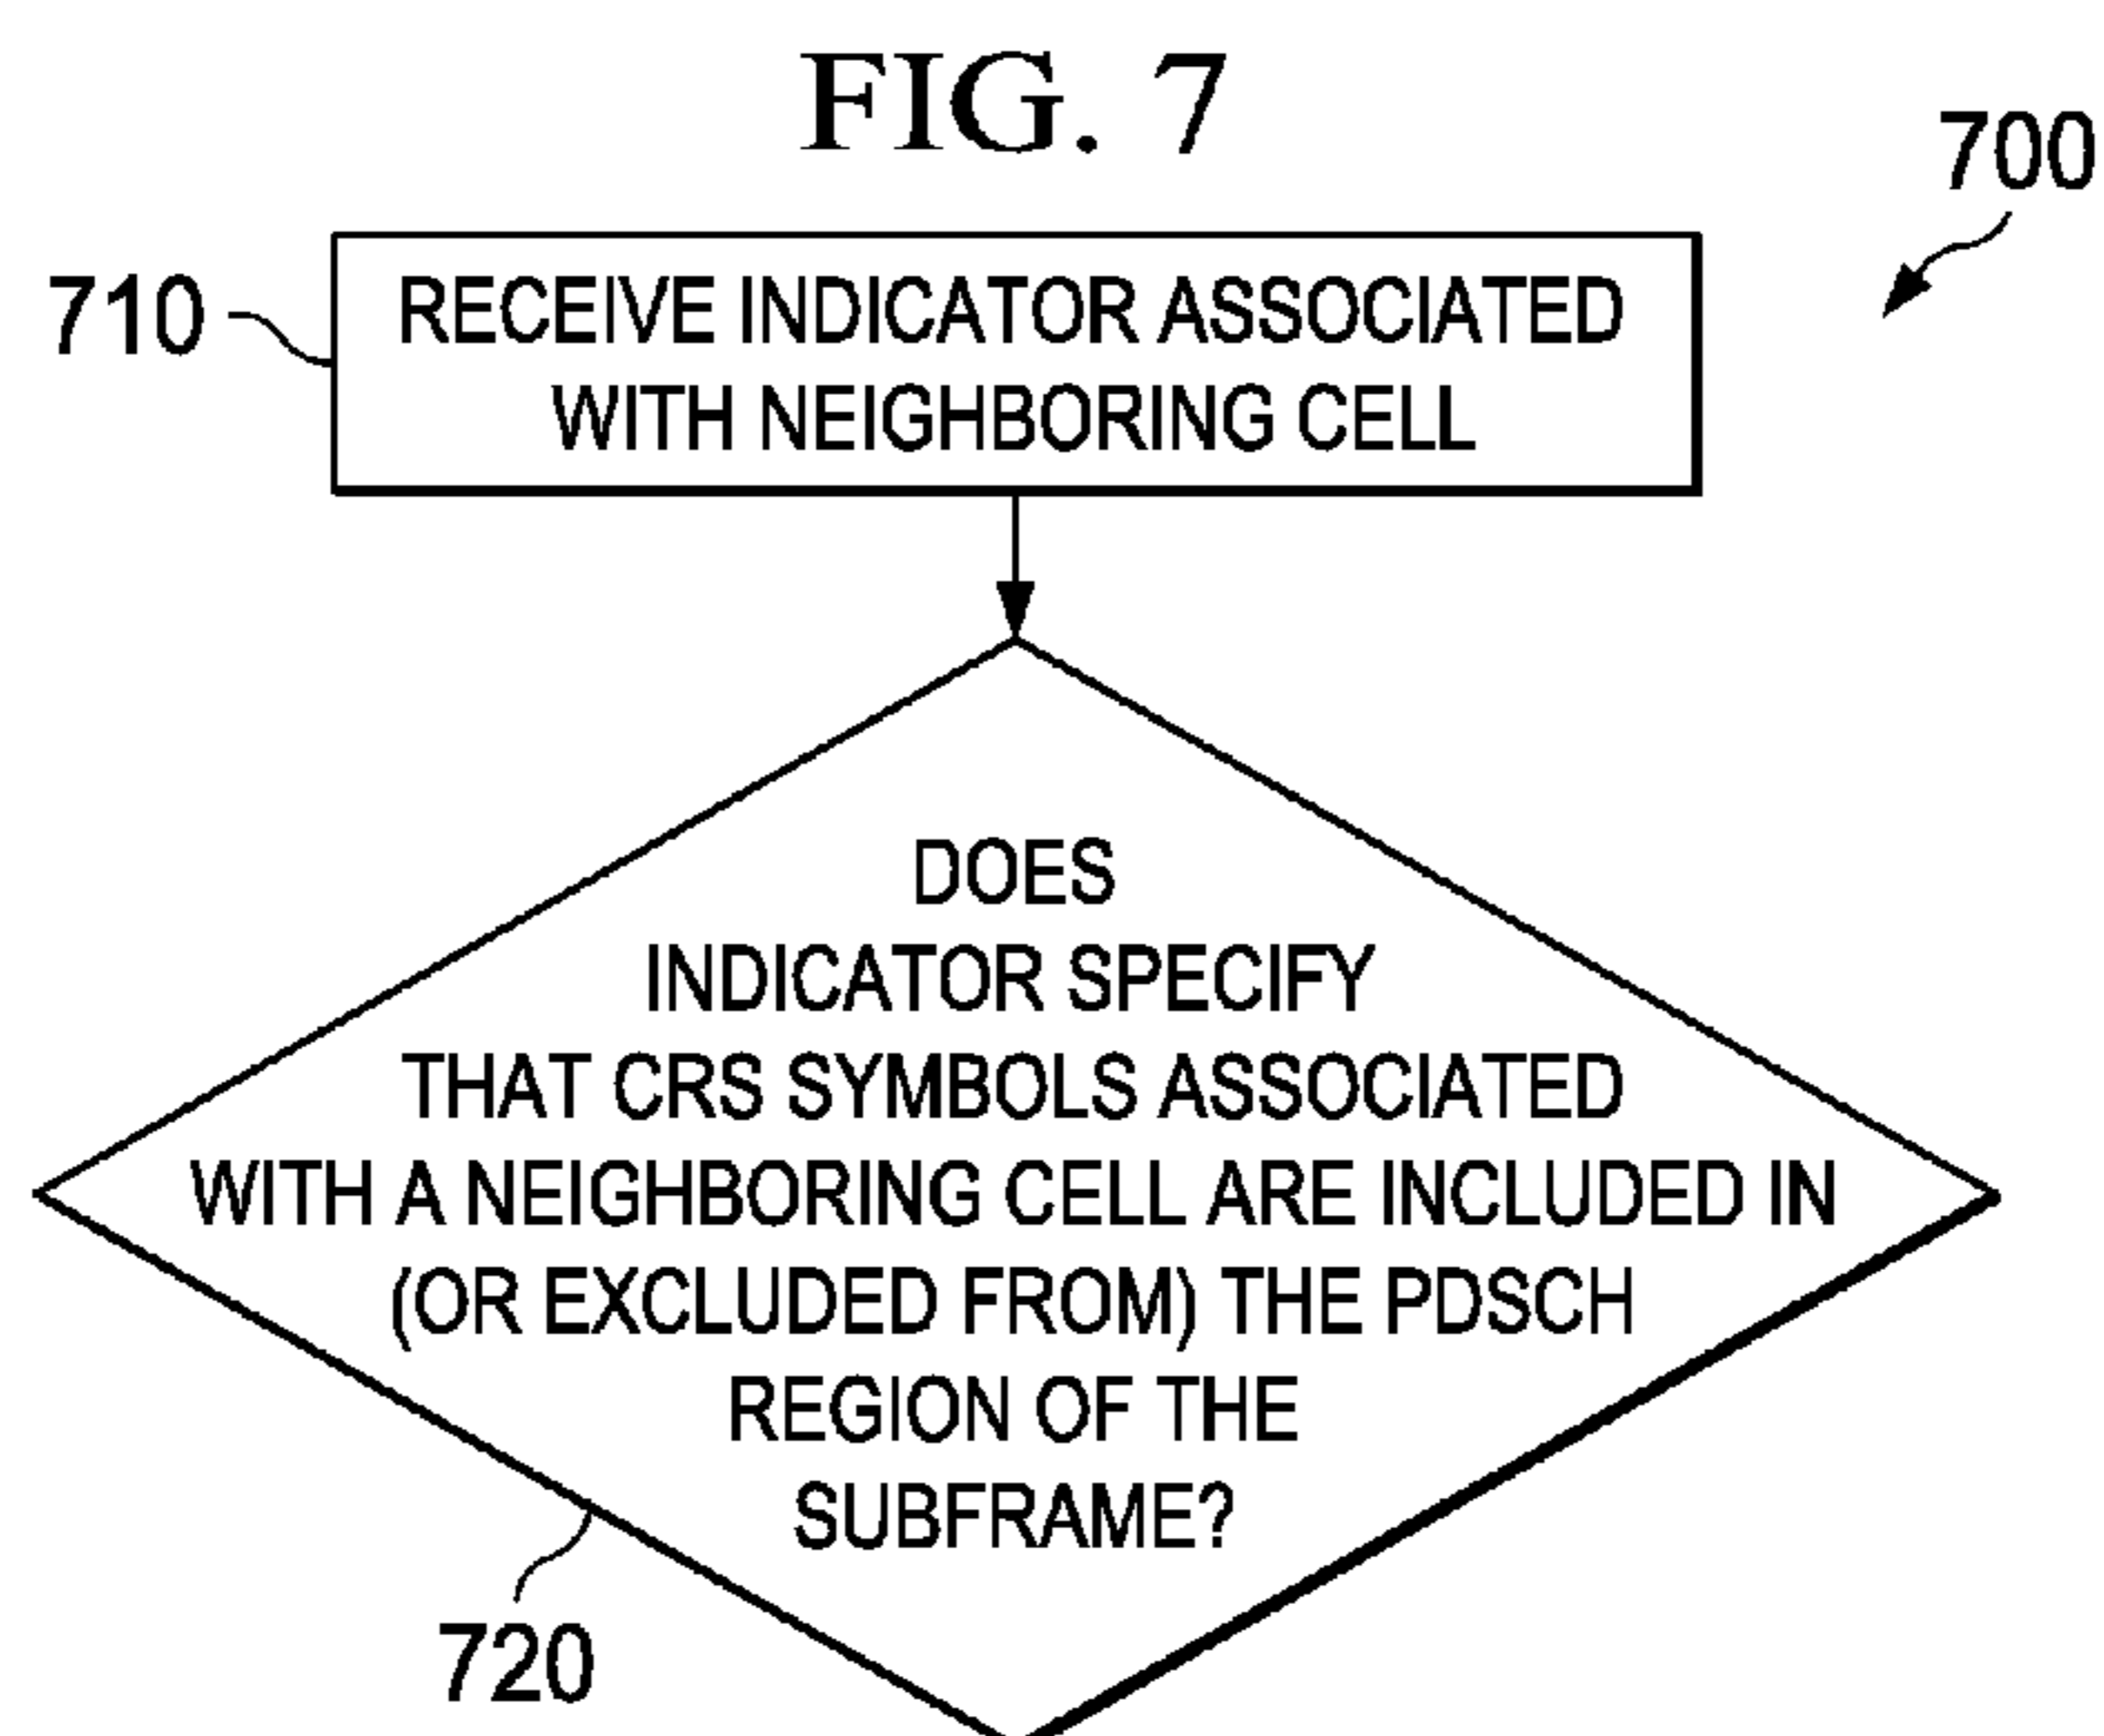 FIG. 7
700
710
RECEIVE INDICATOR ASSOCIATED
WITH NEIGHBORING CELL
DOES
INDICATOR SPECIFY
THAT CRS SYMBOLS ASSOCIATED
WITH A NEIGHBORING CELL ARE INCLUDED IN
(OR EXCLUDED FROM) THE PDSCH
REGION OF THE
SUBFRAME?
720